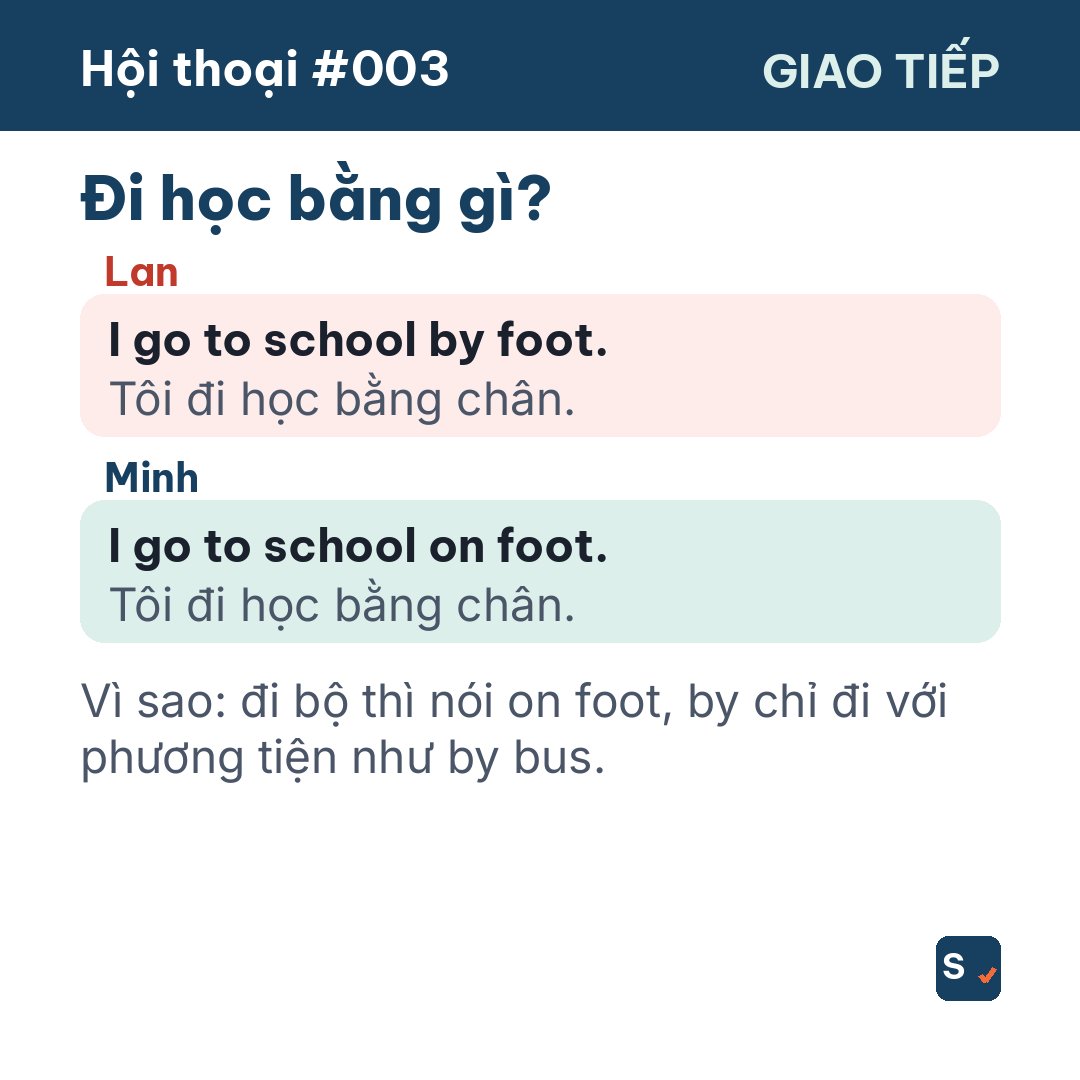 Hội thoại #003
GIAO TIẾP
Đi học bằng gì?
Lan
I go to school by foot.
Tôi đi học bằng chân.
Minh
I go to school on foot.
Tôi đi học bằng chân.
Vì sao: đi bộ thì nói on foot, by chỉ đi với
phương tiện như by bus.
S